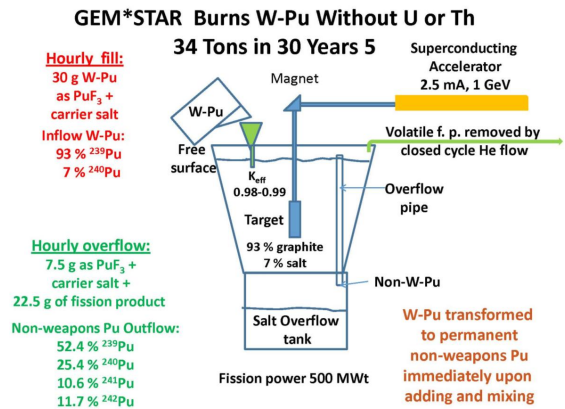 GEM*STAR Burns W-Pu Without U or Th
34 Tons in 30 Years 5
Hourly fill:
30 g W-Pu
as PuF₃ +
carrier salt
Inflow W-Pu:
93 % ²³⁹Pu
7 % ²⁴⁰Pu
Magnet
Superconducting
Accelerator
2.5 mA, 1 GeV
W-Pu
Free
surface
Keff
0.98-0.99
Volatile f. p. removed by
closed cycle He flow
Overflow
pipe
Target
93 % graphite
7 % salt
Non-W-Pu
Salt Overflow
tank
Hourly overflow:
7.5 g as PuF₃ +
carrier salt +
22.5 g of fission product
Non-weapons Pu Outflow:
52.4 % ²³⁹Pu
25.4 % ²⁴⁰Pu
10.6 % ²⁴¹Pu
11.7 % ²⁴²Pu
Fission power 500 MWt
W-Pu transformed
to permanent
non-weapons Pu
immediately upon
adding and mixing